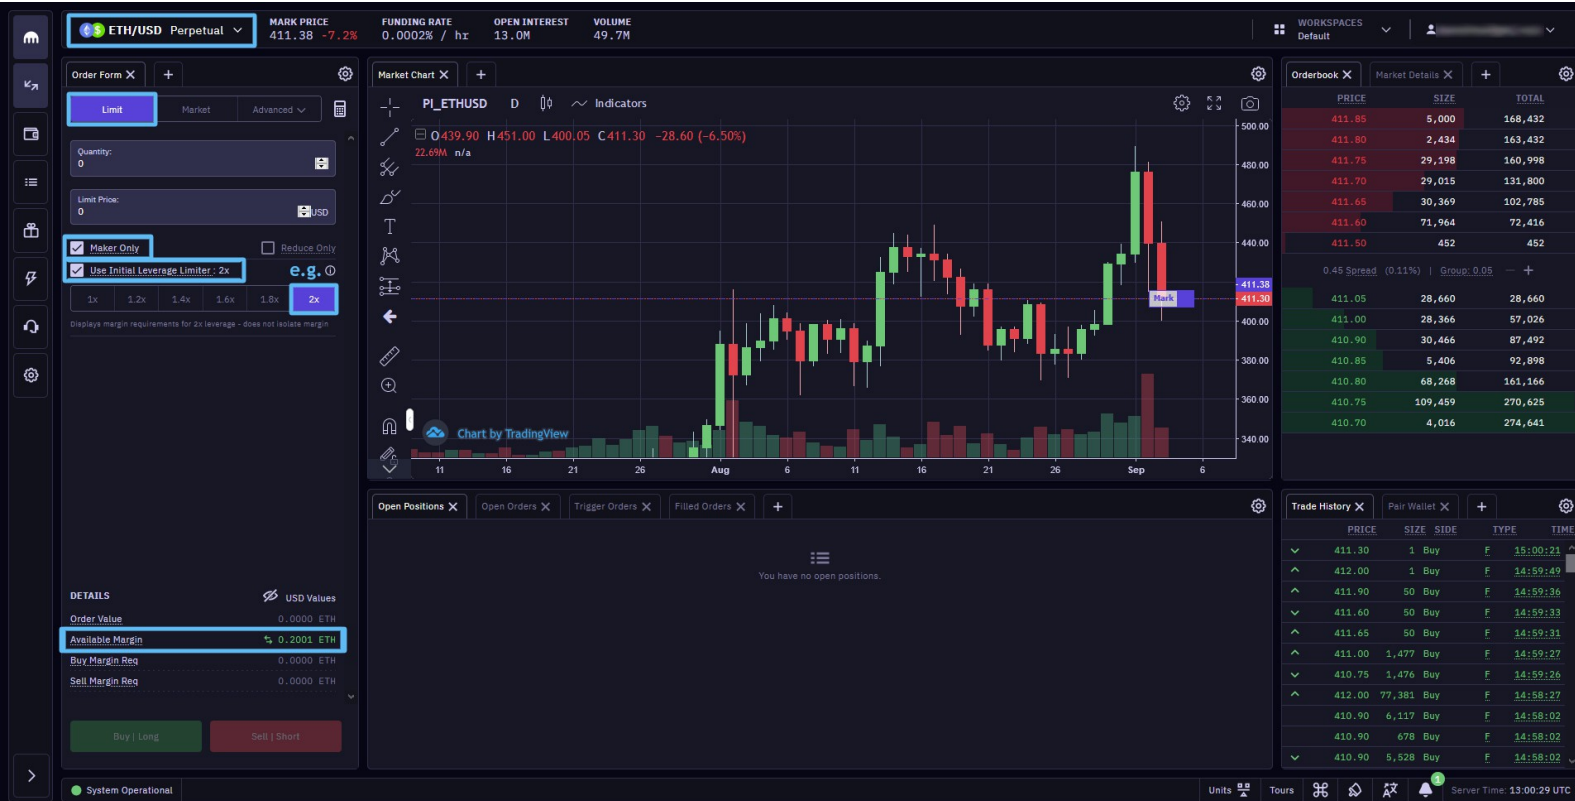 ETH/USD Perpetual
MARK PRICE
411.38 -7.2%
FUNDING RATE
0.0002% / hr
OPEN INTEREST
13.0M
VOLUME
49.7M
WORKSPACES
Default
Order Form
Limit
Market
Advanced
Quantity:
0
Limit Price:
0
USD
Maker Only
Reduce Only
Use Initial Leverage Limiter : 2x
e.g.
1x 1.2x 1.4x 1.6x 1.8x 2x
Displays margin requirements for 2x leverage - does not isolate margin
DETAILS
USD Values
Order Value 0.0000 ETH
Available Margin 0.2001 ETH
Buy Margin Req 0.0000 ETH
Sell Margin Req 0.0000 ETH
Buy | Long
Sell | Short
Market Chart
PI_ETHUSD D Indicators
O439.90 H451.00 L400.05 C411.30 -28.60 (-6.50%)
22.69M n/a
500.00
480.00
460.00
440.00
411.38
Mark
411.30
400.00
380.00
360.00
340.00
Chart by TradingView
11 16 21 26 Aug 6 11 16 21 26 Sep 6
Open Positions
Open Orders
Trigger Orders
Filled Orders
You have no open positions.
Orderbook
Market Details
PRICE SIZE TOTAL
411.85 5,000 168,432
411.80 2,434 163,432
411.75 29,198 160,998
411.70 29,015 131,800
411.65 30,369 102,785
411.60 71,964 72,416
411.50 452 452
0.45 Spread (0.11%) | Group: 0.05 — +
411.05 28,660 28,660
411.00 28,366 57,026
410.90 30,466 87,492
410.85 5,406 92,898
410.80 68,268 161,166
410.75 109,459 270,625
410.70 4,016 274,641
Trade History
Pair Wallet
PRICE SIZE SIDE TYPE TIME
411.30 1 Buy F 15:00:21
412.00 1 Buy F 14:59:49
411.90 50 Buy F 14:59:36
411.60 50 Buy F 14:59:33
411.65 50 Buy F 14:59:31
411.00 1,477 Buy F 14:59:27
410.75 1,476 Buy F 14:59:26
412.00 77,381 Buy F 14:58:27
410.90 6,117 Buy F 14:58:02
410.90 678 Buy F 14:58:02
410.90 5,528 Buy F 14:58:02
System Operational
Units
Tours
1
Server Time: 13:00:29 UTC